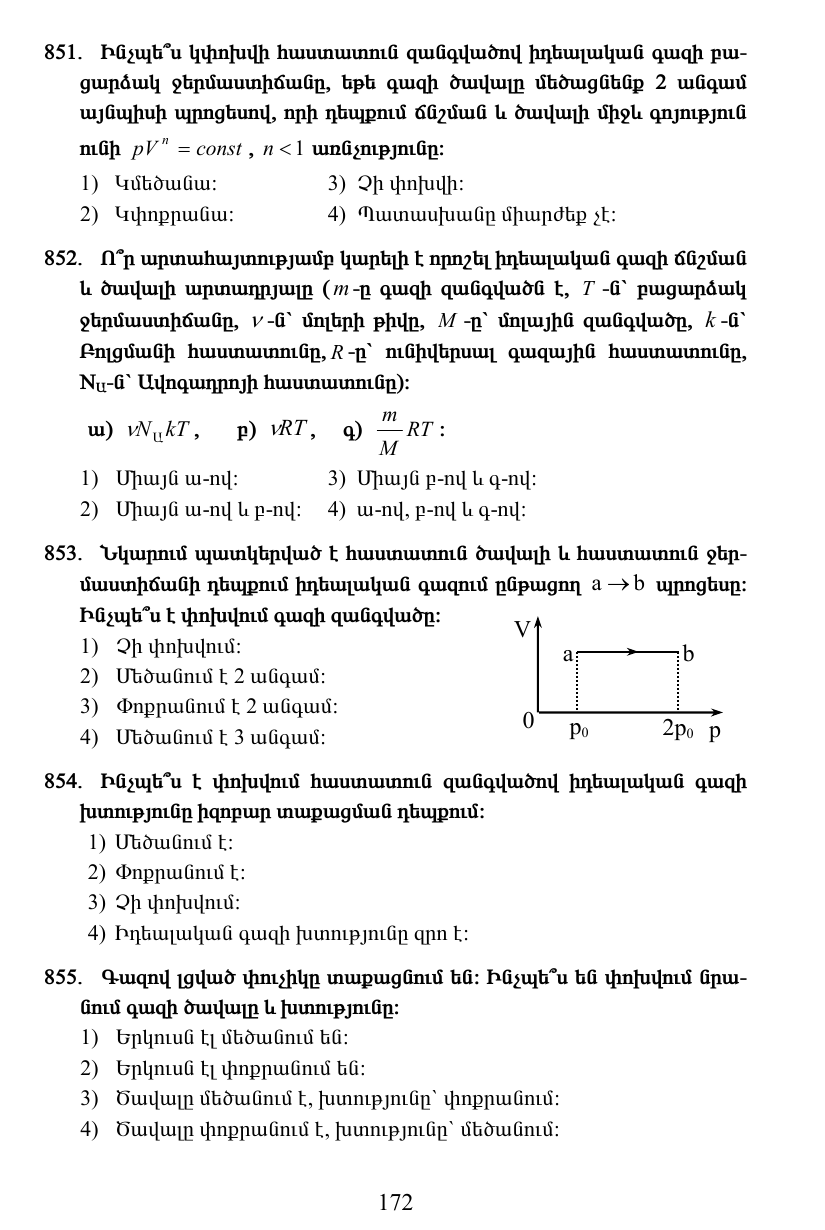 851. Ինչպե՞ս կփոխվի հաստատուն զանգվածով իդեալական գազի բա-
ցարձակ ջերմաստիճանը, եթե գազի ծավալը մեծացնենք 2 անգամ
այնպիսի պրոցեսով, որի դեպքում ճնշման և ծավալի միջև գոյություն
ունի pVⁿ = const , n < 1 առնչությունը:
1) Կմեծանա: 3) Չի փոխվի:
2) Կփոքրանա: 4) Պատասխանը միարժեք չէ:
852. Ո՞ր արտահայտությամբ կարելի է որոշել իդեալական գազի ճնշման
և ծավալի արտադրյալը (m-ը գազի զանգվածն է, T-ն` բացարձակ
ջերմաստիճանը, ν-ն` մոլերի թիվը, M-ը` մոլային զանգվածը, k-ն`
Բոլցմանի հաստատունը, R-ը` ունիվերսալ գազային հաստատունը,
NԱ-ն` Ավոգադրոյի հաստատունը):
ա) νNԱkT , բ) νRT , գ) m/M RT :
1) Միայն ա-ով: 3) Միայն բ-ով և գ-ով:
2) Միայն ա-ով և բ-ով: 4) ա-ով, բ-ով և գ-ով:
853. Նկարում պատկերված է հաստատուն ծավալի և հաստատուն ջեր-
մաստիճանի դեպքում իդեալական գազում ընթացող a → b պրոցեսը:
Ինչպե՞ս է փոխվում գազի զանգվածը:
1) Չի փոխվում:
2) Մեծանում է 2 անգամ:
3) Փոքրանում է 2 անգամ:
4) Մեծանում է 3 անգամ:
V
a b
0 p₀ 2p₀ p
854. Ինչպե՞ս է փոխվում հաստատուն զանգվածով իդեալական գազի
խտությունը իզոբար տաքացման դեպքում:
1) Մեծանում է:
2) Փոքրանում է:
3) Չի փոխվում:
4) Իդեալական գազի խտությունը զրո է:
855. Գազով լցված փուչիկը տաքացնում են: Ինչպե՞ս են փոխվում նրա-
նում գազի ծավալը և խտությունը:
1) Երկուսն էլ մեծանում են:
2) Երկուսն էլ փոքրանում են:
3) Ծավալը մեծանում է, խտությունը` փոքրանում:
4) Ծավալը փոքրանում է, խտությունը` մեծանում:
172